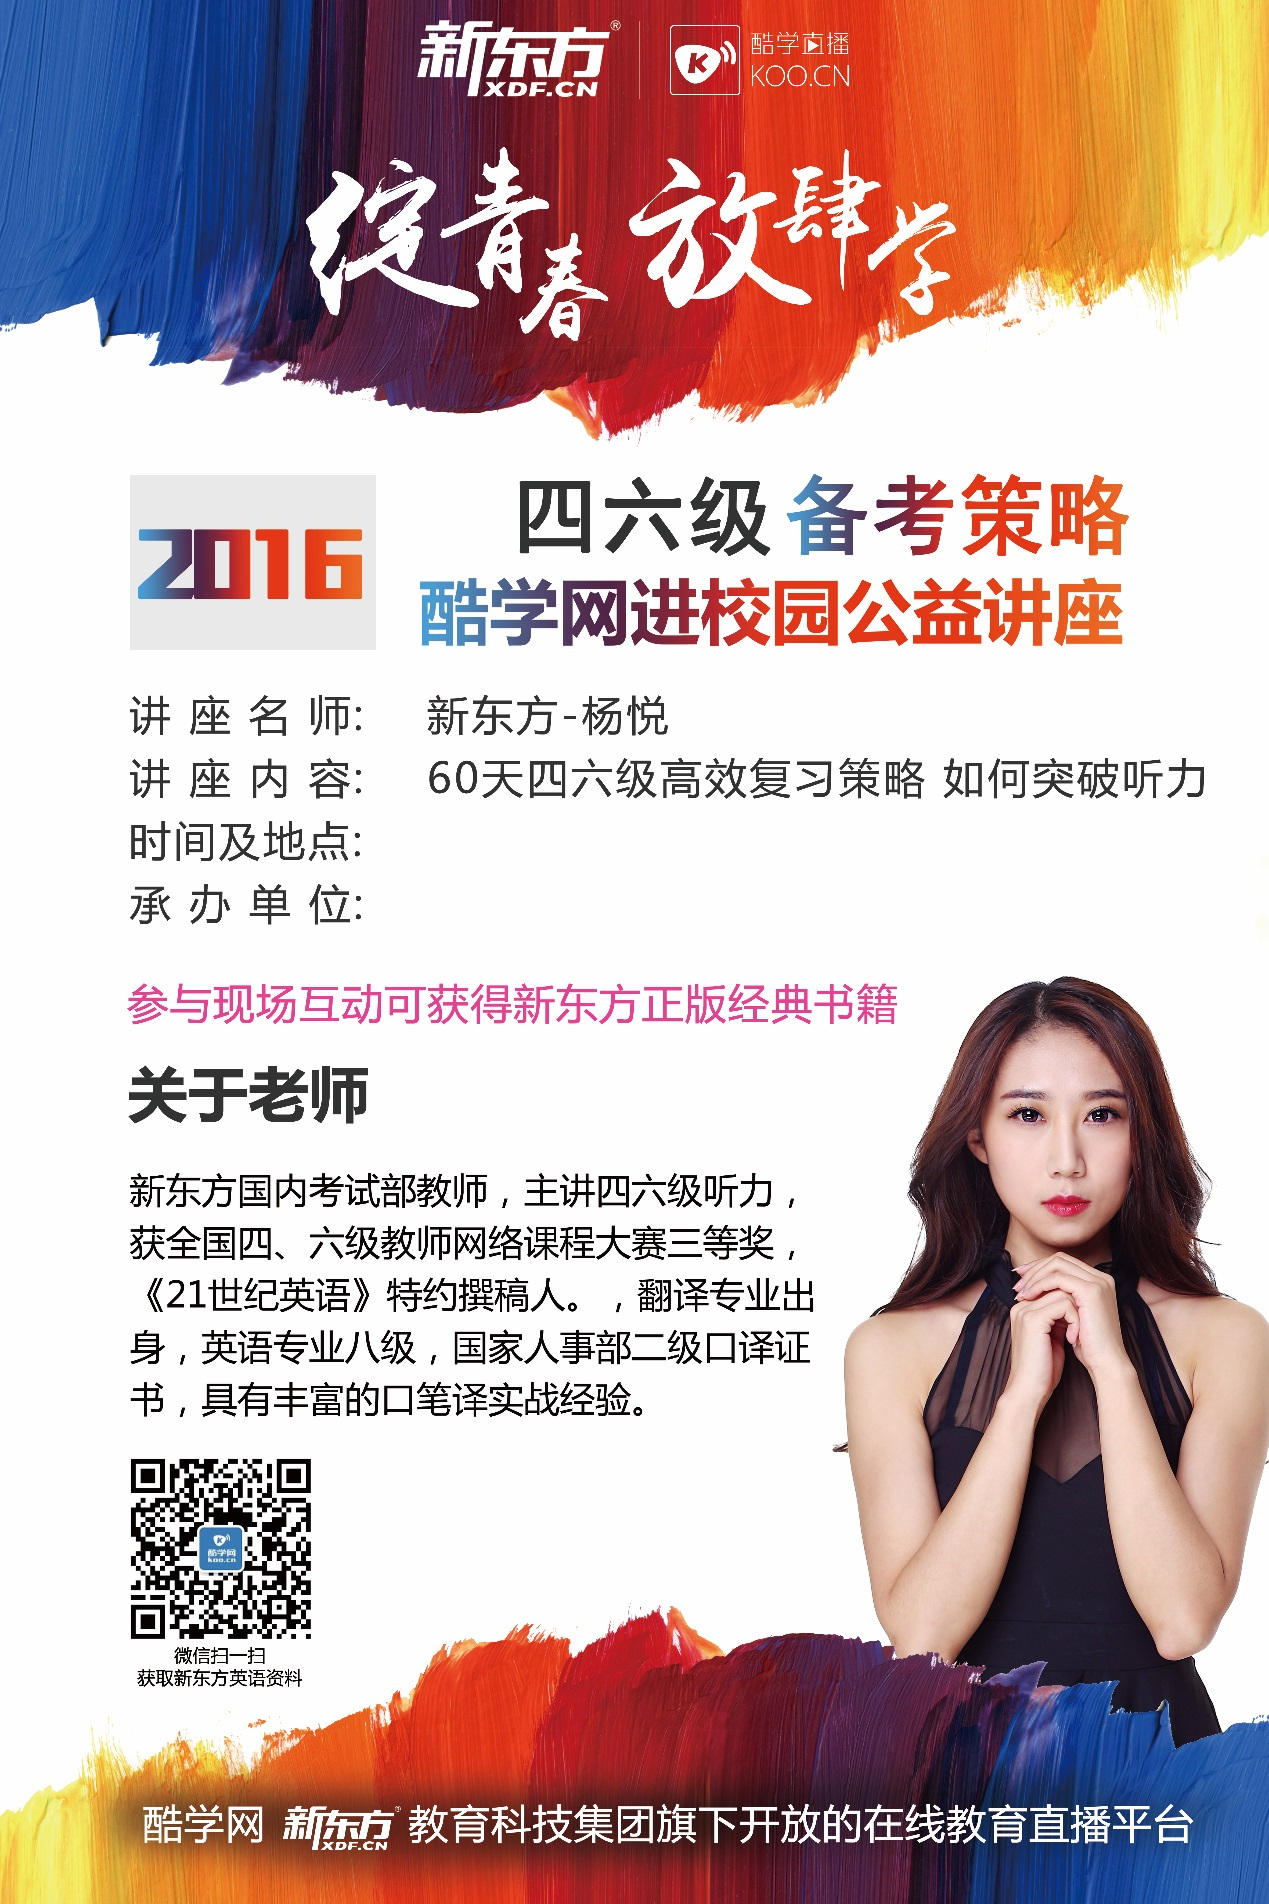 新东方®
XDF.CN
酷学直播
KOO.CN
绽青春 放肆学
2016
四六级备考策略
酷学网进校园公益讲座
讲座名师: 新东方-杨悦
讲座内容: 60天四六级高效复习策略 如何突破听力
时间及地点:
承办单位:
参与现场互动可获得新东方正版经典书籍
关于老师
新东方国内考试部教师，主讲四六级听力，
获全国四、六级教师网络课程大赛三等奖，
《21世纪英语》特约撰稿人。，翻译专业出
身，英语专业八级，国家人事部二级口译证
书，具有丰富的口笔译实战经验。
酷学网
koo.cn
微信扫一扫
获取新东方英语资料
酷学网 新东方® XDF.CN 教育科技集团旗下开放的在线教育直播平台